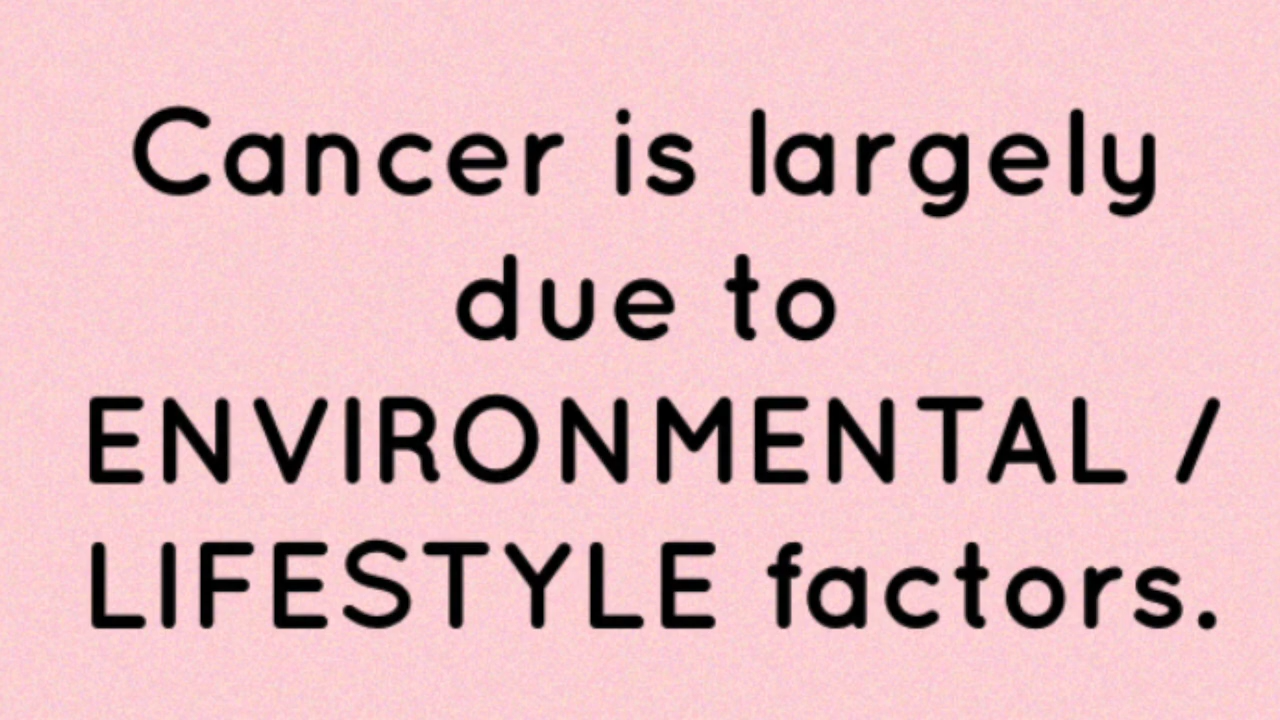 Cancer is largely
due to
ENVIRONMENTAL /
LIFESTYLE factors.